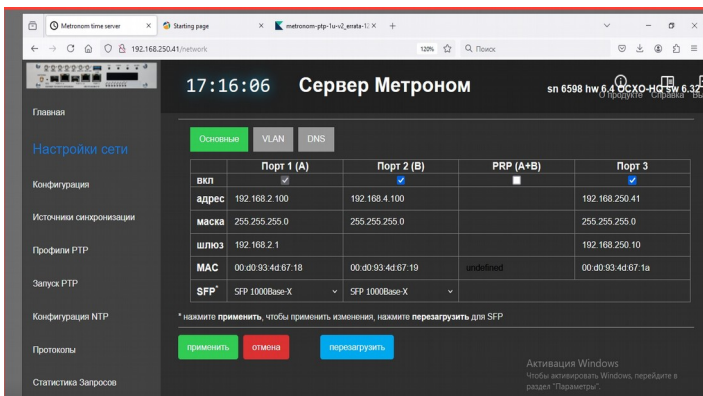 Metronom time server
Starting page
metronom-ptp-1u-v2_errata-12
192.168.250.41/network
120%
Поиск
17:16:06
Сервер Метроном
sn 6598 hw 6.4 OCXO-HQ sw 6.32
О продукте Справка
Главная
Настройки сети
Конфигурация
Источники синхронизации
Профили PTP
Запуск PTP
Конфигурация NTP
Протоколы
Статистика Запросов
Основные VLAN DNS
Порт 1 (A) Порт 2 (B) PRP (A+B) Порт 3
вкл
адрес 192.168.2.100 192.168.4.100 192.168.250.41
маска 255.255.255.0 255.255.255.0 255.255.255.0
шлюз 192.168.2.1 192.168.250.10
MAC 00:d0:93:4d:67:18 00:d0:93:4d:67:19 undefined 00:d0:93:4d:67:1a
SFP* SFP 1000Base-X SFP 1000Base-X
* нажмите применить, чтобы применить изменения, нажмите перезагрузить для SFP
применить отмена перезагрузить
Активация Windows
Чтобы активировать Windows, перейдите в
раздел "Параметры".